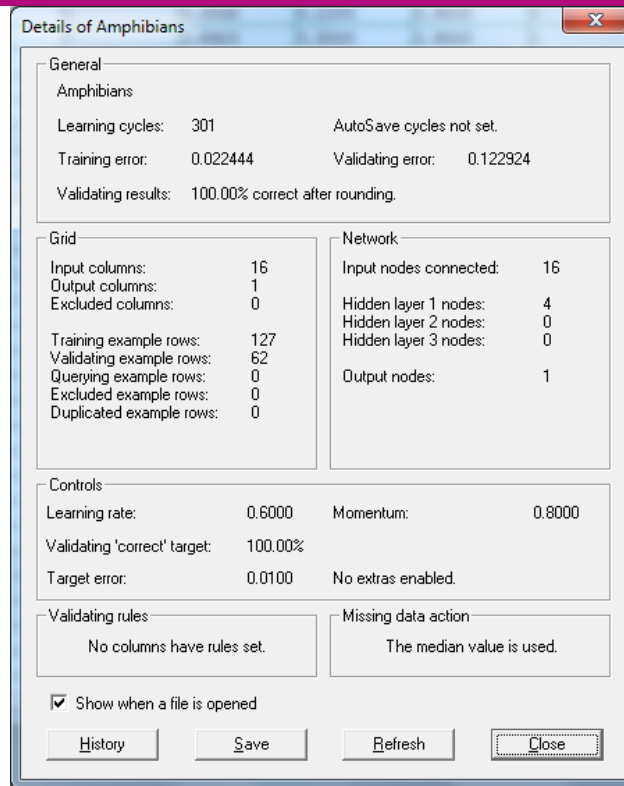 Details of Amphibians
General
Amphibians
Learning cycles: 301 AutoSave cycles not set.
Training error: 0.022444 Validating error: 0.122924
Validating results: 100.00% correct after rounding.
Grid
Input columns: 16
Output columns: 1
Excluded columns: 0
Training example rows: 127
Validating example rows: 62
Querying example rows: 0
Excluded example rows: 0
Duplicated example rows: 0
Network
Input nodes connected: 16
Hidden layer 1 nodes: 4
Hidden layer 2 nodes: 0
Hidden layer 3 nodes: 0
Output nodes: 1
Controls
Learning rate: 0.6000 Momentum: 0.8000
Validating 'correct' target: 100.00%
Target error: 0.0100 No extras enabled.
Validating rules
No columns have rules set.
Missing data action
The median value is used.
Show when a file is opened
History Save Refresh Close